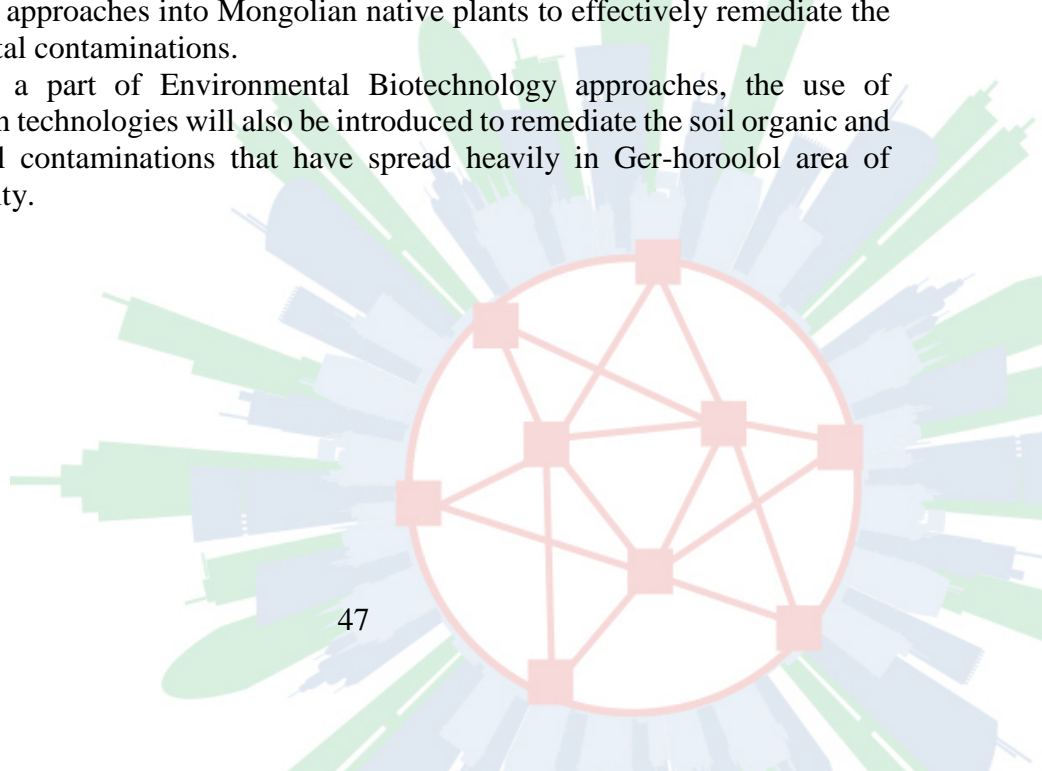 approaches into Mongolian native plants to effectively remediate the
tal contaminations.
a part of Environmental Biotechnology approaches, the use of
n technologies will also be introduced to remediate the soil organic and
l contaminations that have spread heavily in Ger-horoolol area of
ity.
47